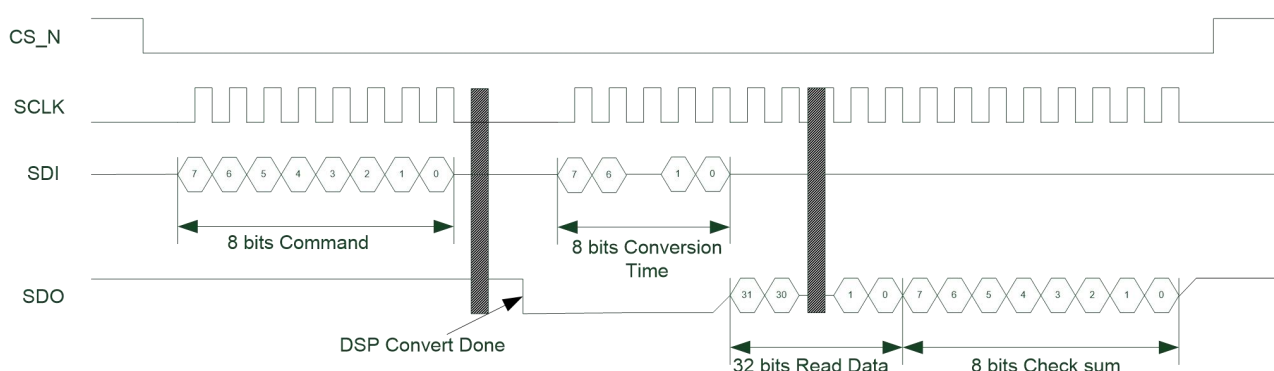 CS_N
SCLK
SDI
7 6 5 4 3 2 1 0
7 6 1 0
8 bits Command
8 bits Conversion
Time
SDO
31 30
1 0 7 6 5 4 3 2 1 0
DSP Convert Done
32 bits Read Data
8 bits Check sum